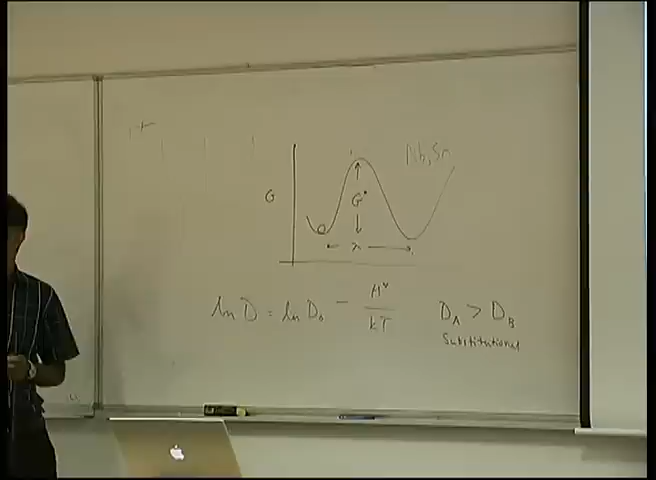 Nb, Sn
G
G*
λ
ln D = ln D₀ - H* / kT
D_A > D_B
Substitutional